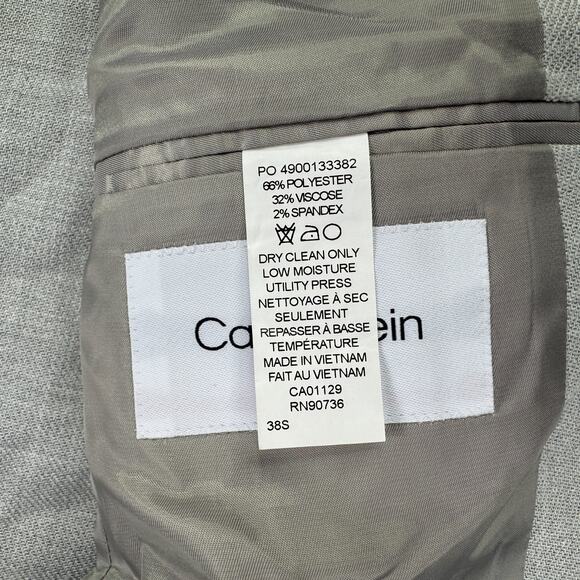 PO 4900133382
66% POLYESTER
32% VISCOSE
2% SPANDEX
DRY CLEAN ONLY
LOW MOISTURE
UTILITY PRESS
NETTOYAGE À SEC
SEULEMENT
REPASSER À BASSE
TEMPÉRATURE
MADE IN VIETNAM
FAIT AU VIETNAM
CA01129
RN90736
38S
Ca
ein